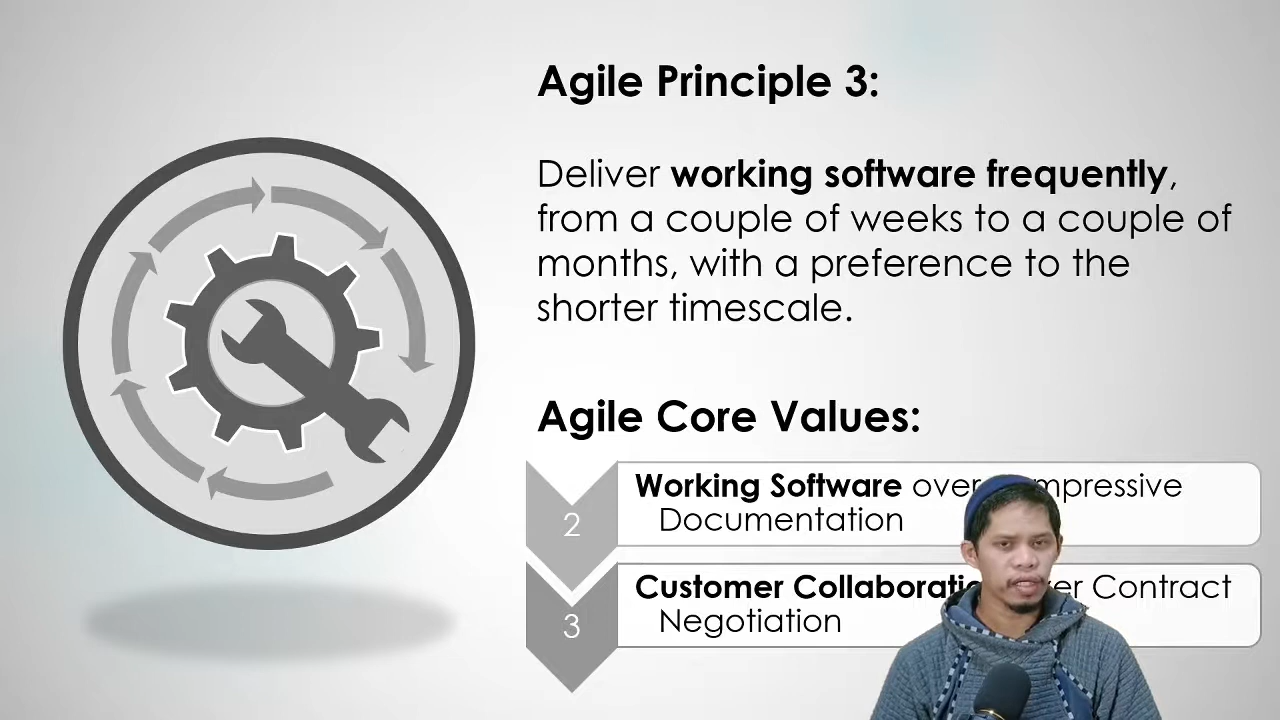 Agile Principle 3:
Deliver working software frequently,
from a couple of weeks to a couple of
months, with a preference to the
shorter timescale.
Agile Core Values:
2
Working Software over
Documentation
3
Customer Contract
Negotiation